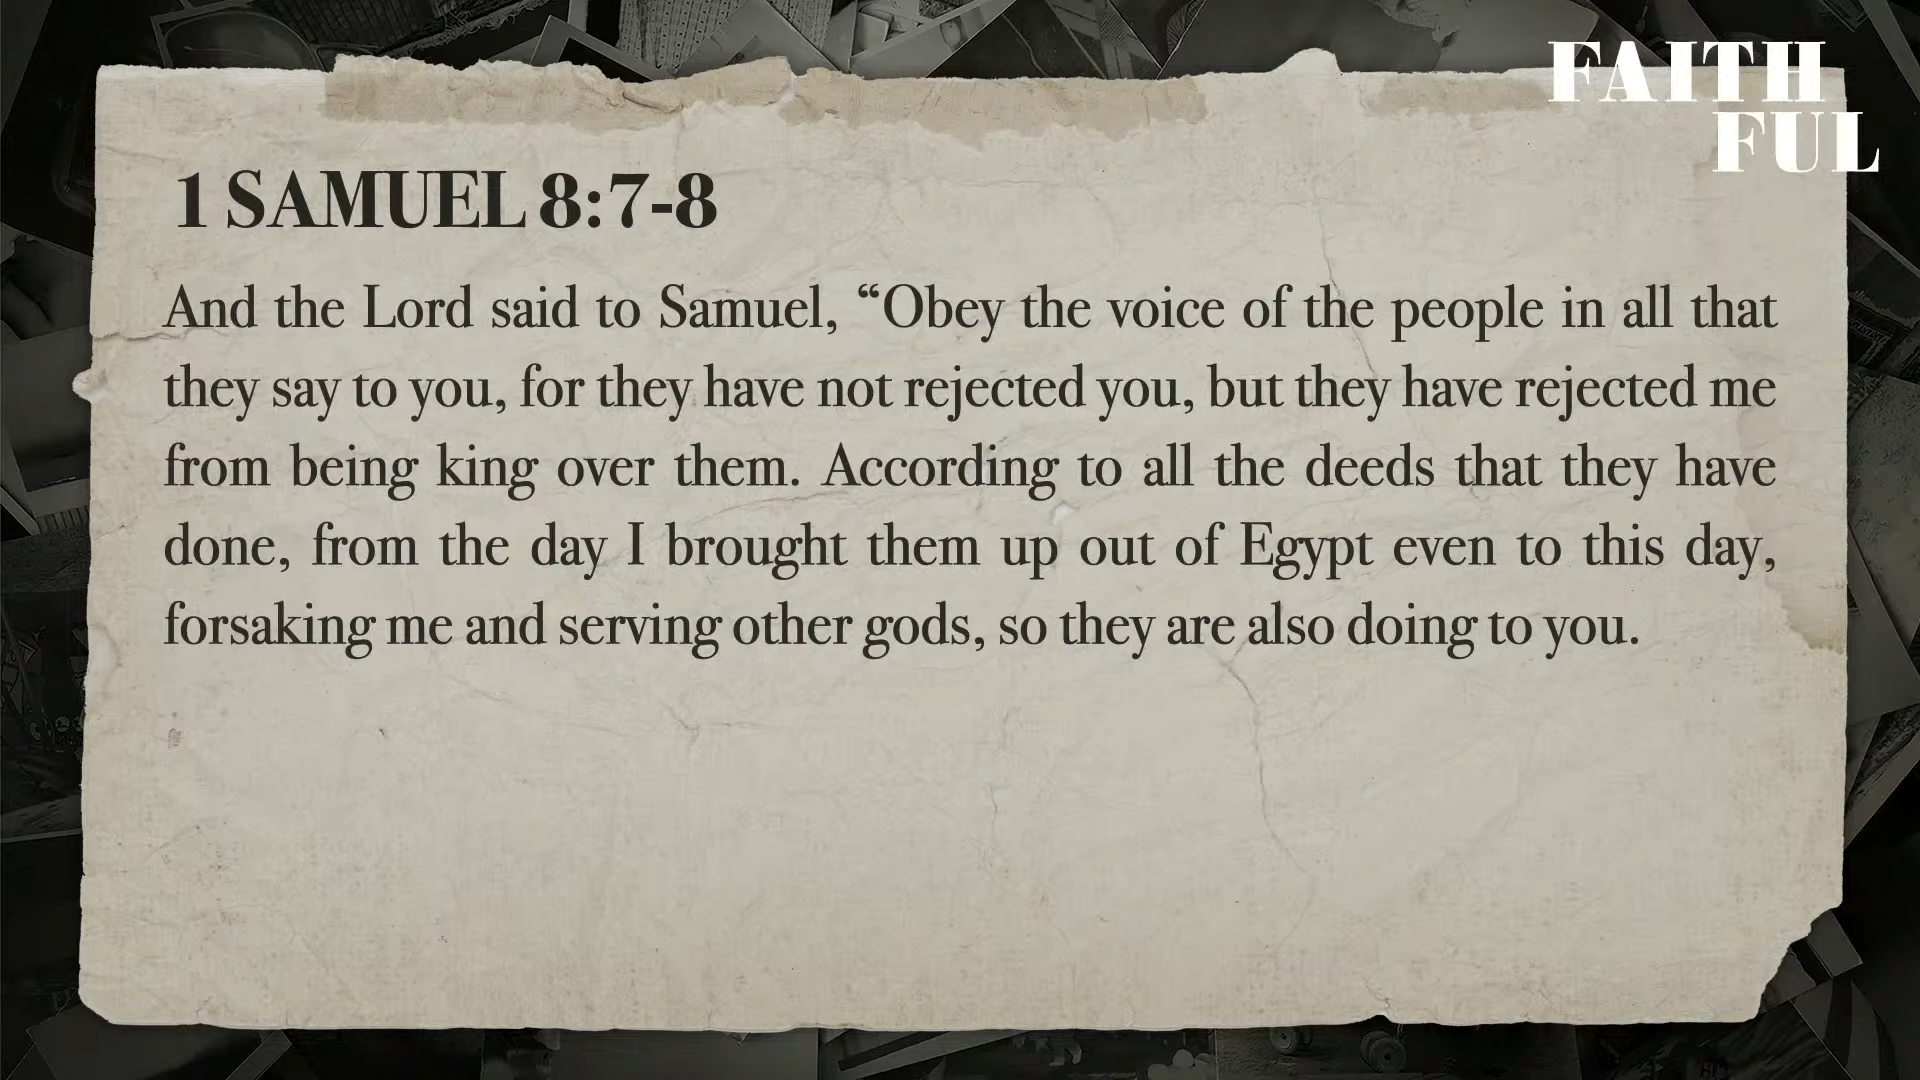 FAITH
FUL
1 SAMUEL 8:7-8
And the Lord said to Samuel, “Obey the voice of the people in all that
they say to you, for they have not rejected you, but they have rejected me
from being king over them. According to all the deeds that they have
done, from the day I brought them up out of Egypt even to this day,
forsaking me and serving other gods, so they are also doing to you.